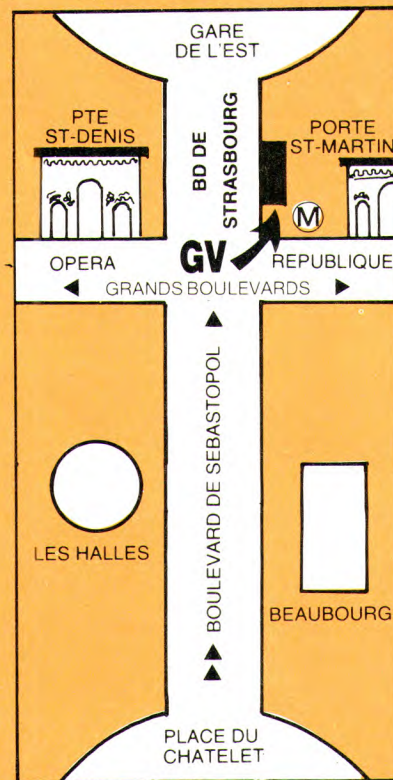 GARE
DE L'EST
PTE
ST-DENIS
BD DE
STRASBOURG
PORTE
ST-MARTIN
M
OPERA
GV
REPUBLIQUE
GRANDS BOULEVARDS
BOULEVARD DE SEBASTOPOL
LES HALLES
BEAUBOURG
PLACE DU
CHATELET